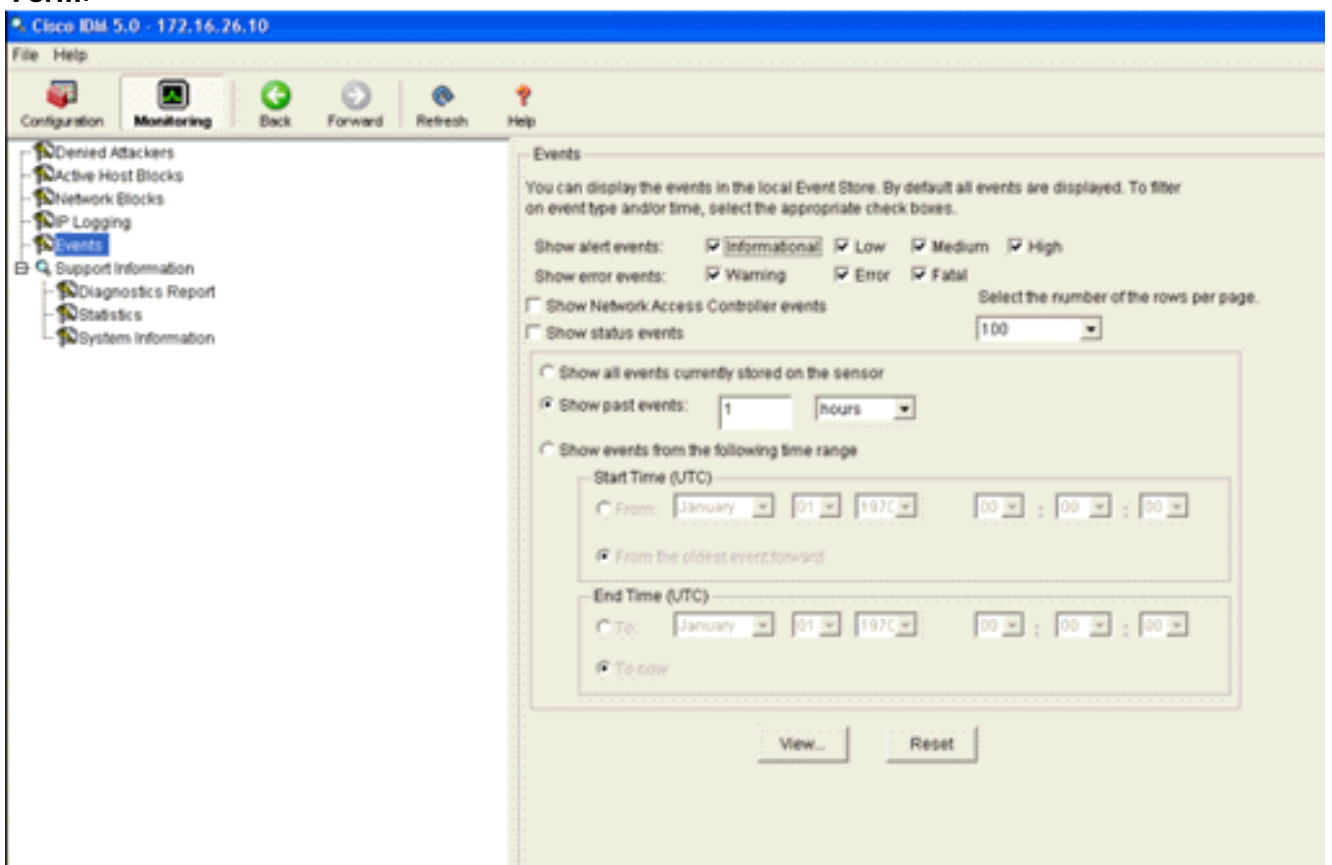 Cisco IDM 5.0 - 172.16.26.10
File Help
Configuration Monitoring Back Forward Refresh Help
Denied Attackers
Active Host Blocks
Network Blocks
IP Logging
Events
Support Information
Diagnostics Report
Statistics
System Information
Events
You can display the events in the local Event Store. By default all events are displayed. To filter
on event type and/or time, select the appropriate check boxes.
Show alert events: Informational Low Medium High
Show error events: Warning Error Fatal
Show Network Access Controller events
Show status events
Select the number of the rows per page.
100
Show all events currently stored on the sensor
Show past events: 1 hours
Show events from the following time range
Start Time (UTC)
From: January 01 1970 00 : 00 : 00
From the oldest event forward
End Time (UTC)
To: January 01 1970 00 : 00 : 00
To now
View... Reset